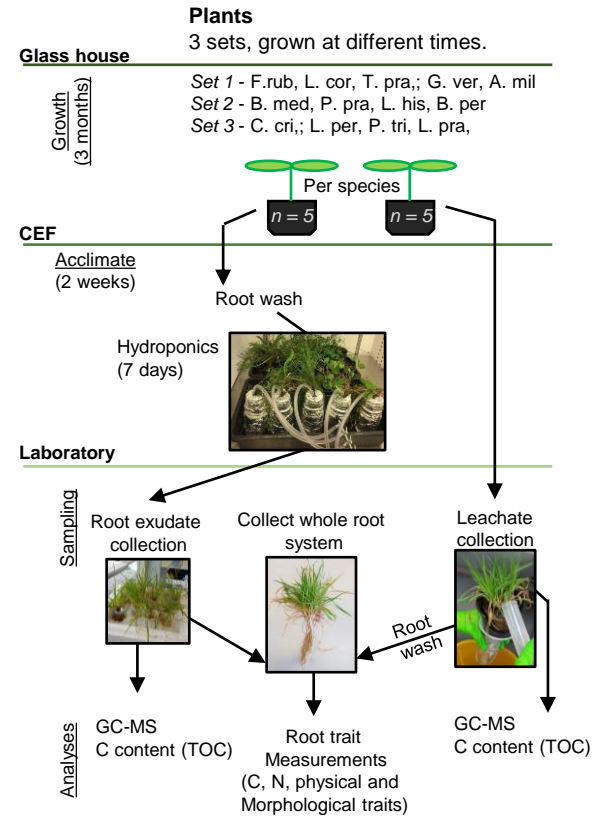 Plants
3 sets, grown at different times.
Glass house
Growth
(3 months)
Set 1 - F.rub, L. cor, T. pra,; G. ver, A. mil
Set 2 - B. med, P. pra, L. his, B. per
Set 3 - C. cri,; L. per, P. tri, L. pra,
Per species
n = 5
n = 5
CEF
Acclimate
(2 weeks)
Root wash
Hydroponics
(7 days)
Laboratory
Sampling
Root exudate
collection
Collect whole root
system
Leachate
collection
Root
wash
Analyses
GC-MS
C content (TOC)
Root trait
Measurements
(C, N, physical and
Morphological traits)
GC-MS
C content (TOC)